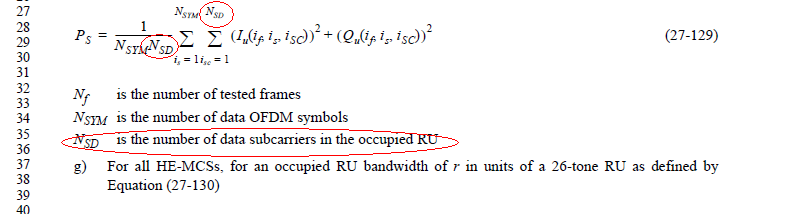 27
28
29
30
31
32
33
34
35
36
37
38
39
40
P_S = \frac{1}{N_{SYM}N_{SD}} \sum_{i_s = 1}^{N_{SYM}} \sum_{i_{sc} = 1}^{N_{SD}} (I_u(i_f, i_s, i_{SC}))^2 + (Q_u(i_f, i_s, i_{SC}))^2 (27-129)
N_f is the number of tested frames
N_{SYM} is the number of data OFDM symbols
N_{SD} is the number of data subcarriers in the occupied RU
g) For all HE-MCSs, for an occupied RU bandwidth of r in units of a 26-tone RU as defined by
Equation (27-130)